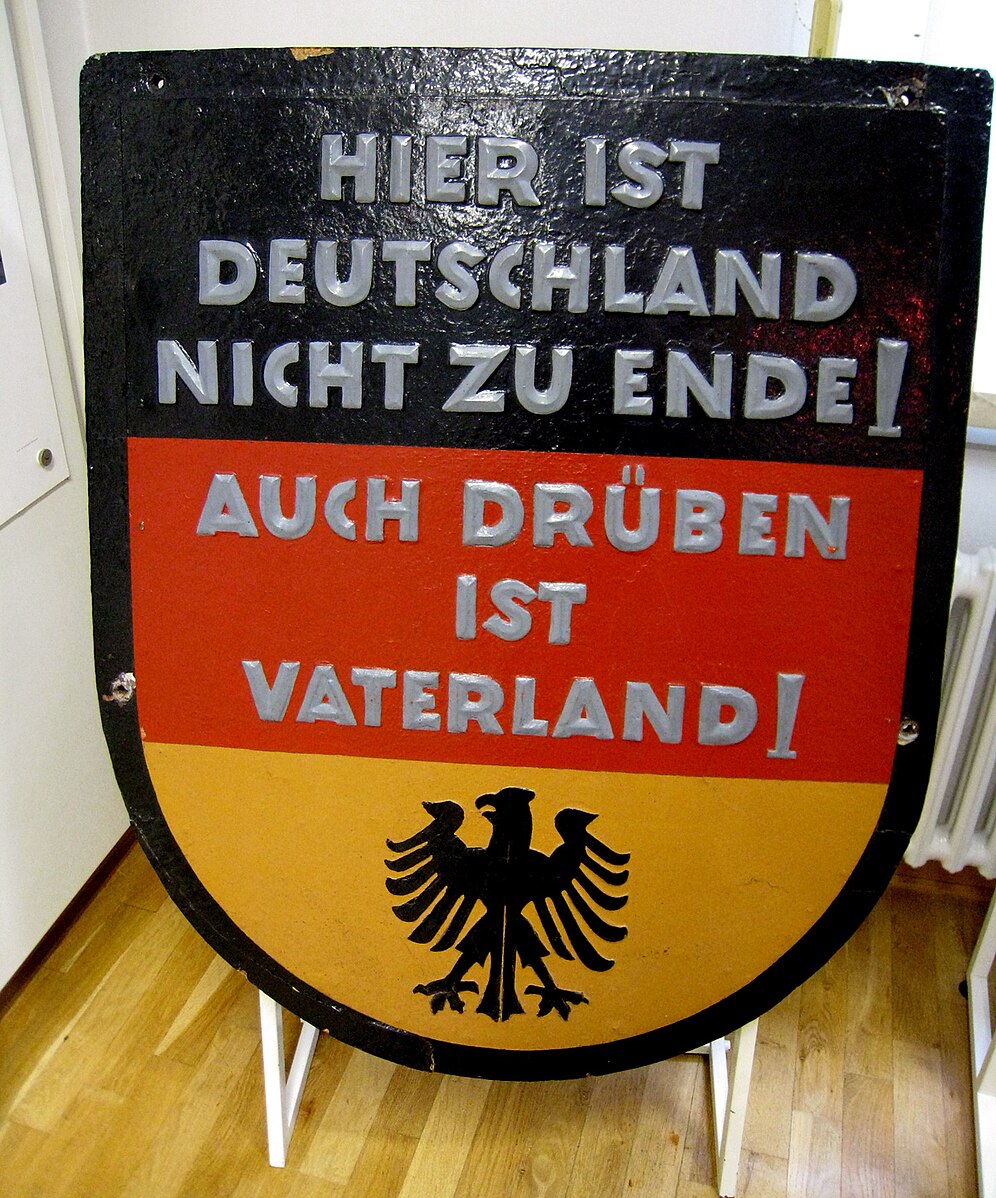 HIER IST
DEUTSCHLAND
NICHT ZU ENDE!
AUCH DRÜBEN
IST
VATERLAND!